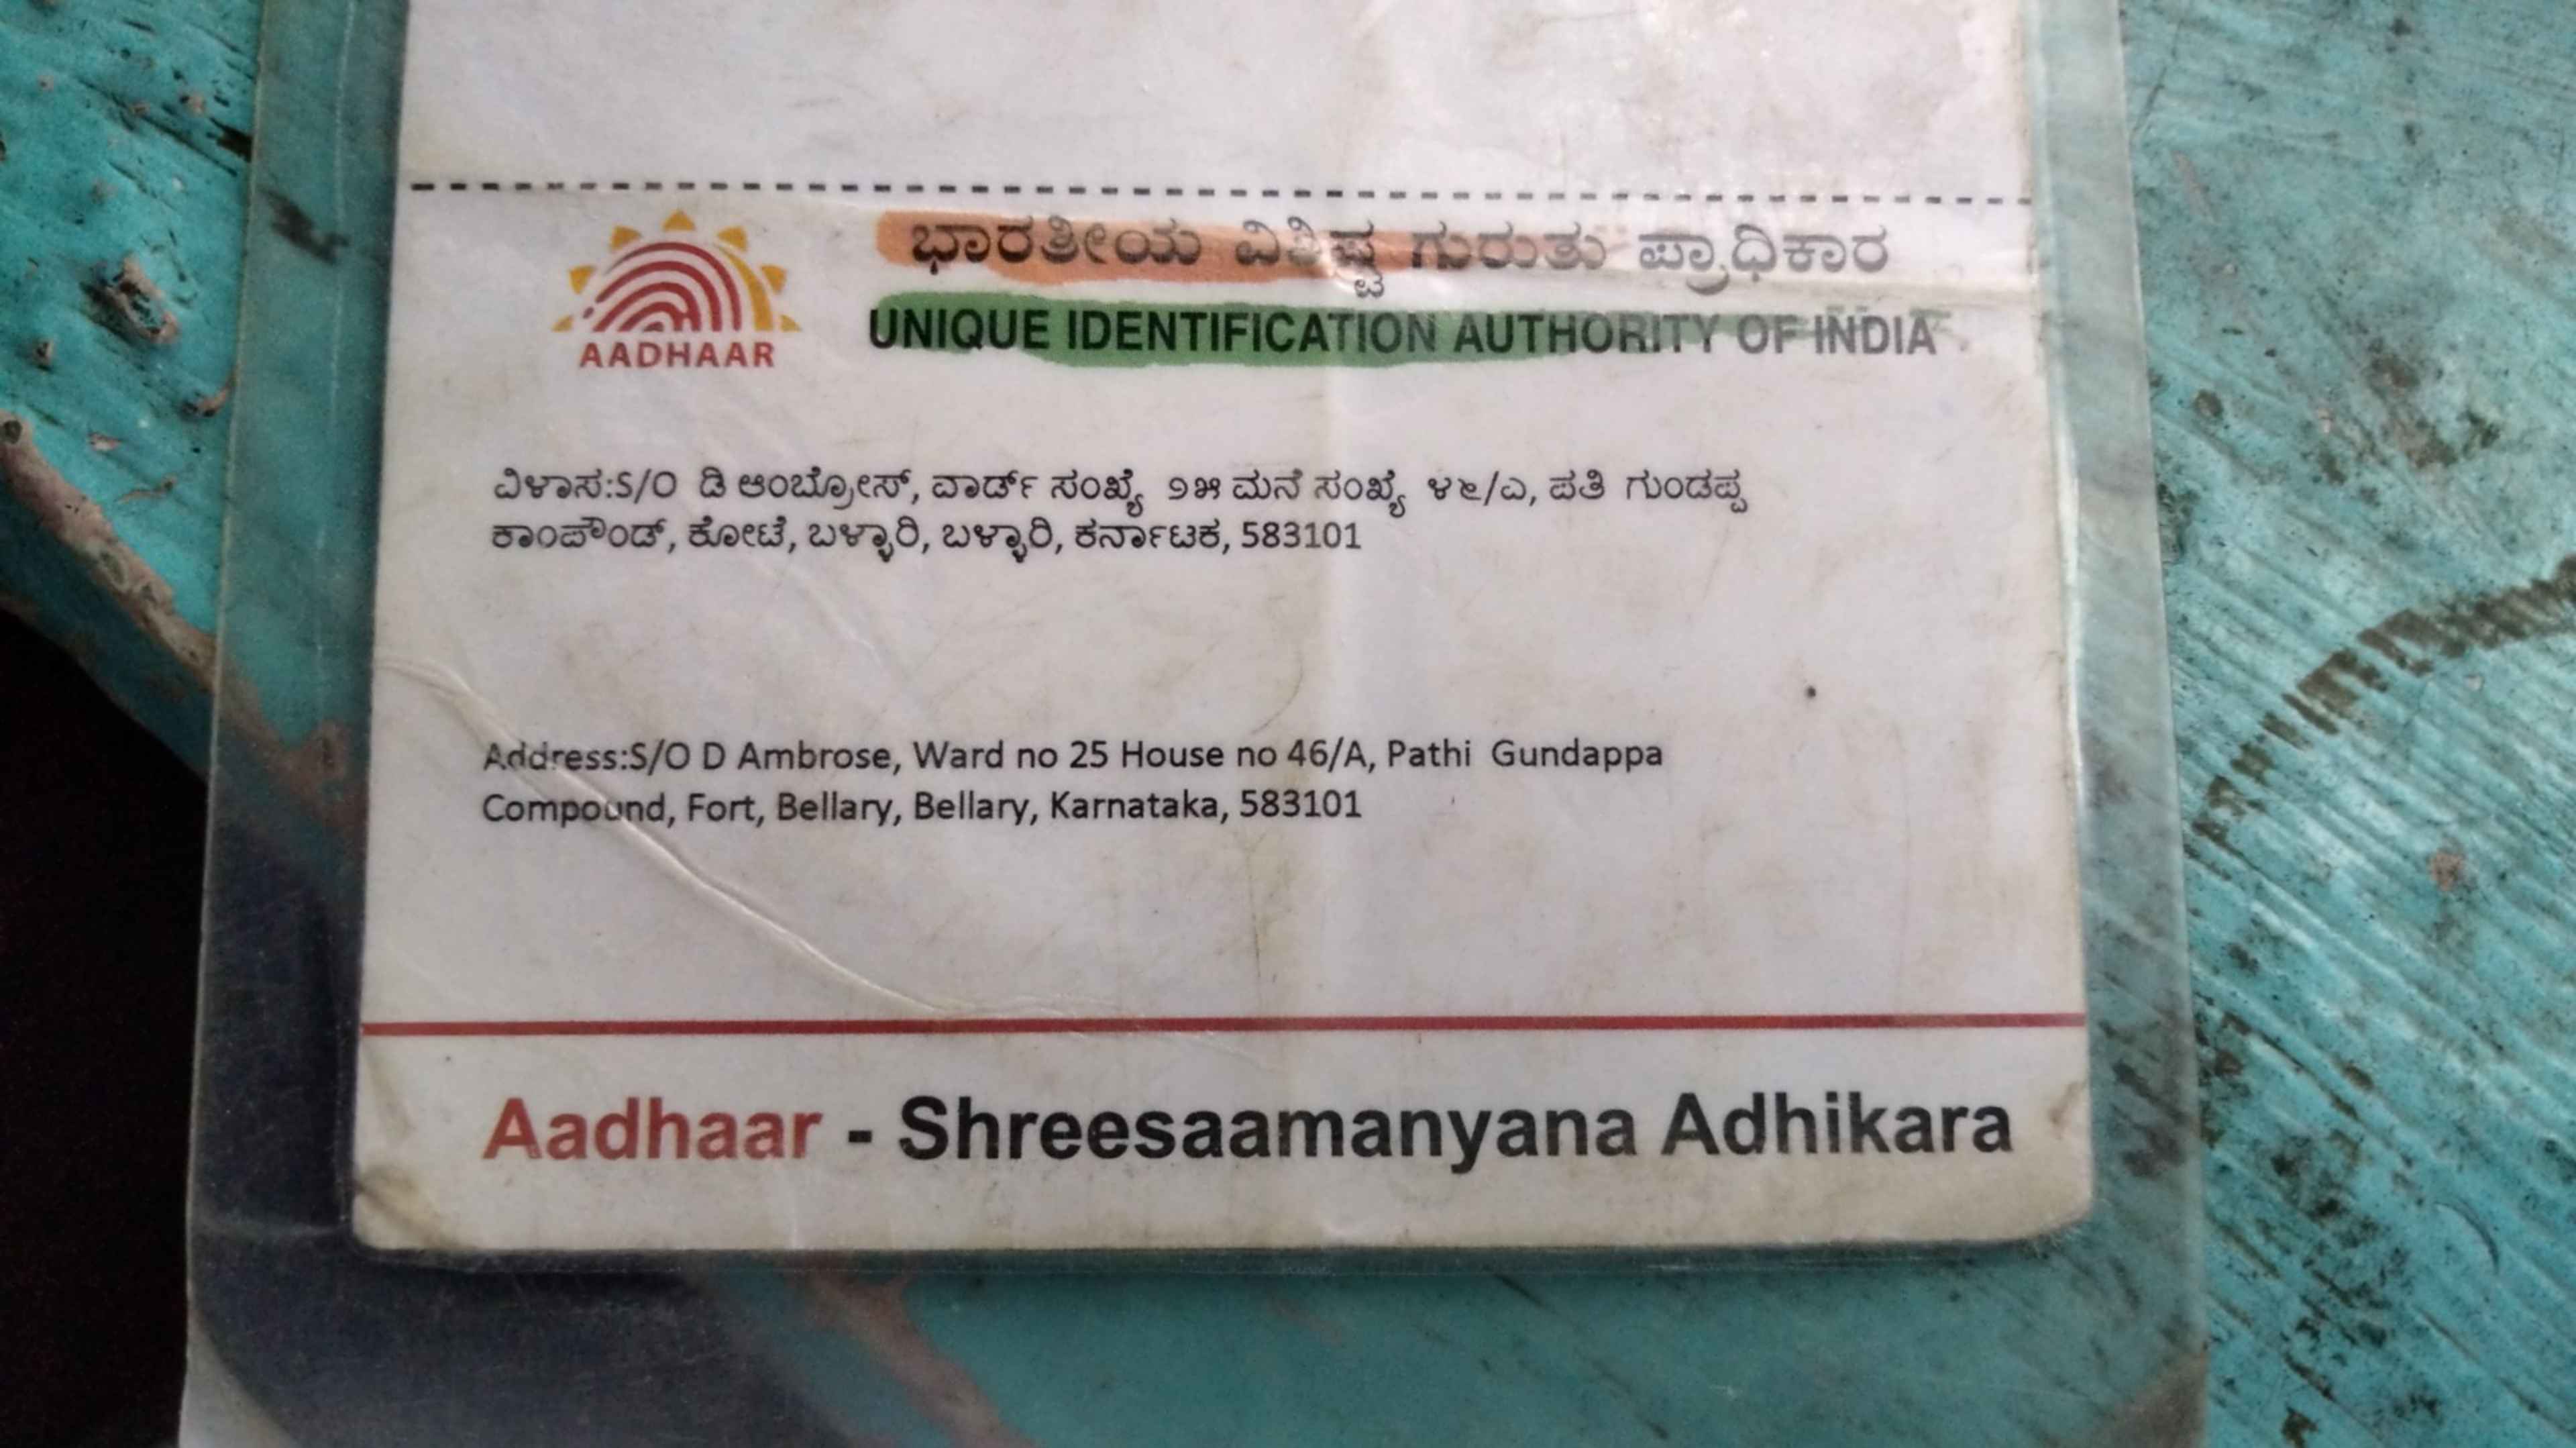 ಭಾರತೀಯ ವಿಶಿಷ್ಟ ಗುರುತು ಪ್ರಾಧಿಕಾರ
AADHAAR
UNIQUE IDENTIFICATION AUTHORITY OF INDIA
ವಿಳಾಸ:S/O ಡಿ ಆಂಬ್ರೋಸ್, ವಾರ್ಡ್ ಸಂಖ್ಯೆ ೨೫ ಮನೆ ಸಂಖ್ಯೆ ೪೬/ಎ, ಪತಿ ಗುಂಡಪ್ಪ
ಕಾಂಪೌಂಡ್, ಕೋಟೆ, ಬಳ್ಳಾರಿ, ಬಳ್ಳಾರಿ, ಕರ್ನಾಟಕ, 583101
Address:S/O D Ambrose, Ward no 25 House no 46/A, Pathi Gundappa
Compound, Fort, Bellary, Bellary, Karnataka, 583101
Aadhaar - Shreesaamanyana Adhikara